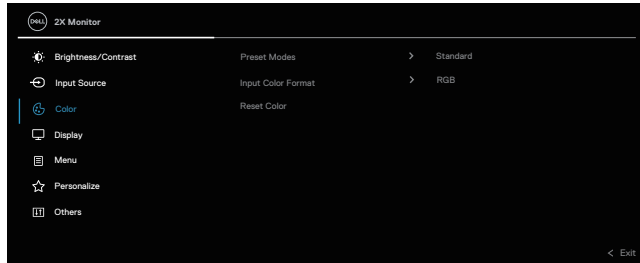 DELL 2X Monitor
Brightness/Contrast Preset Modes > Standard
Input Source Input Color Format > RGB
Color Reset Color
Display
Menu
Personalize
Others
< Exit